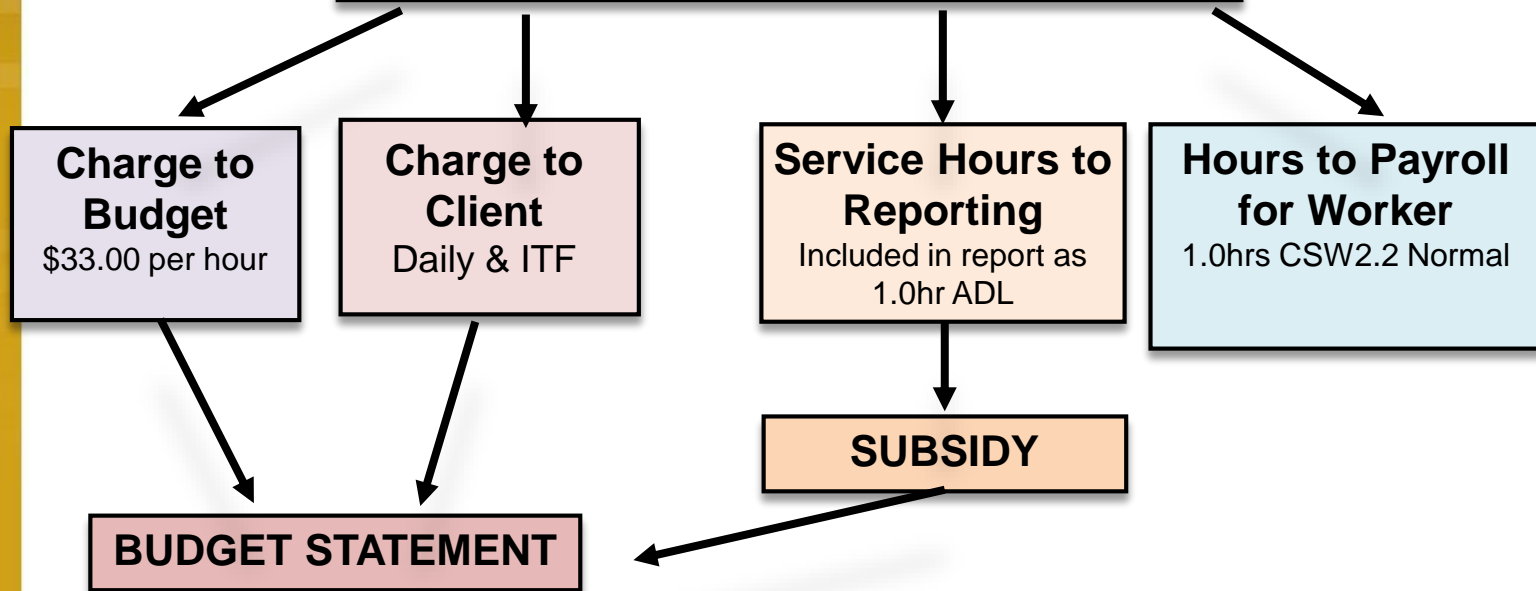 Charge to
Budget
$33.00 per hour
Charge to
Client
Daily & ITF
Service Hours to
Reporting
Included in report as
1.0hr ADL
Hours to Payroll
for Worker
1.0hrs CSW2.2 Normal
SUBSIDY
BUDGET STATEMENT